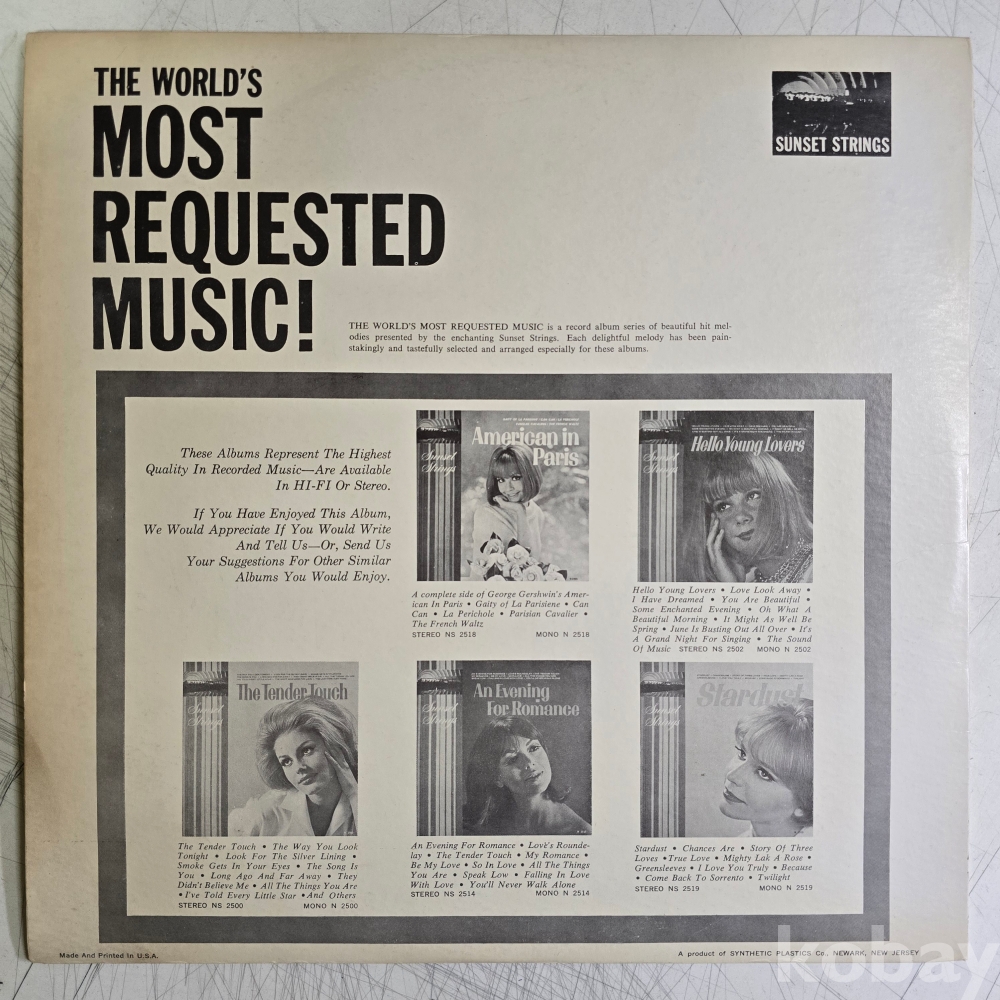 THE WORLD'S
MOST
REQUESTED
MUSIC!
SUNSET STRINGS
THE WORLD'S MOST REQUESTED MUSIC is a record album series of beautiful hit mel-
odies presented by the enchanting Sunset Strings. Each delightful melody has been pain-
stakingly and tastefully selected and arranged especially for these albums.
These Albums Represent The Highest
Quality In Recorded Music—Are Available
In HI-FI Or Stereo.
If You Have Enjoyed This Album,
We Would Appreciate If You Would Write
And Tell Us—Or, Send Us
Your Suggestions For Other Similar
Albums You Would Enjoy.
American in
Paris
Sunset
Strings
A complete side of George Gershwin's Amer-
ican In Paris • Gaity of La Parisiene • Can
Can • La Perichole • Parisian Cavalier •
The French Waltz
STEREO NS 2518 MONO N 2518
Hello Young Lovers
Sunset
Strings
Hello Young Lovers • Love Look Away •
I Have Dreamed • You Are Beautiful •
Some Enchanted Evening • Oh What A
Beautiful Morning • It Might As Well Be
Spring • June Is Busting Out All Over • It's
A Grand Night For Singing • The Sound
Of Music STEREO NS 2502 MONO N 2502
The Tender Touch
Sunset
Strings
The Tender Touch • The Way You Look
Tonight • Look For The Silver Lining •
Smoke Gets In Your Eyes • The Song Is
You • Long Ago And Far Away • They
Didn't Believe Me • All The Things You Are
• I've Told Every Little Star • And Others
STEREO NS 2500 MONO N 2500
An Evening
For Romance
Sunset
Strings
An Evening For Romance • Love's Rounde-
lay • The Tender Touch • My Romance •
Be My Love • So In Love • All The Things
You Are • Speak Low • Falling In Love
With Love • You'll Never Walk Alone
STEREO NS 2514 MONO N 2514
Stardust
Sunset
Strings
Stardust • Chances Are • Story Of Three
Loves • True Love • Mighty Lak A Rose •
Greensleeves • I Love You Truly • Because
• Come Back To Sorrento • Twilight
STEREO NS 2519 MONO N 2519
Made And Printed In U.S.A.
A product of SYNTHETIC PLASTICS Co., NEWARK, NEW JERSEY
kobay